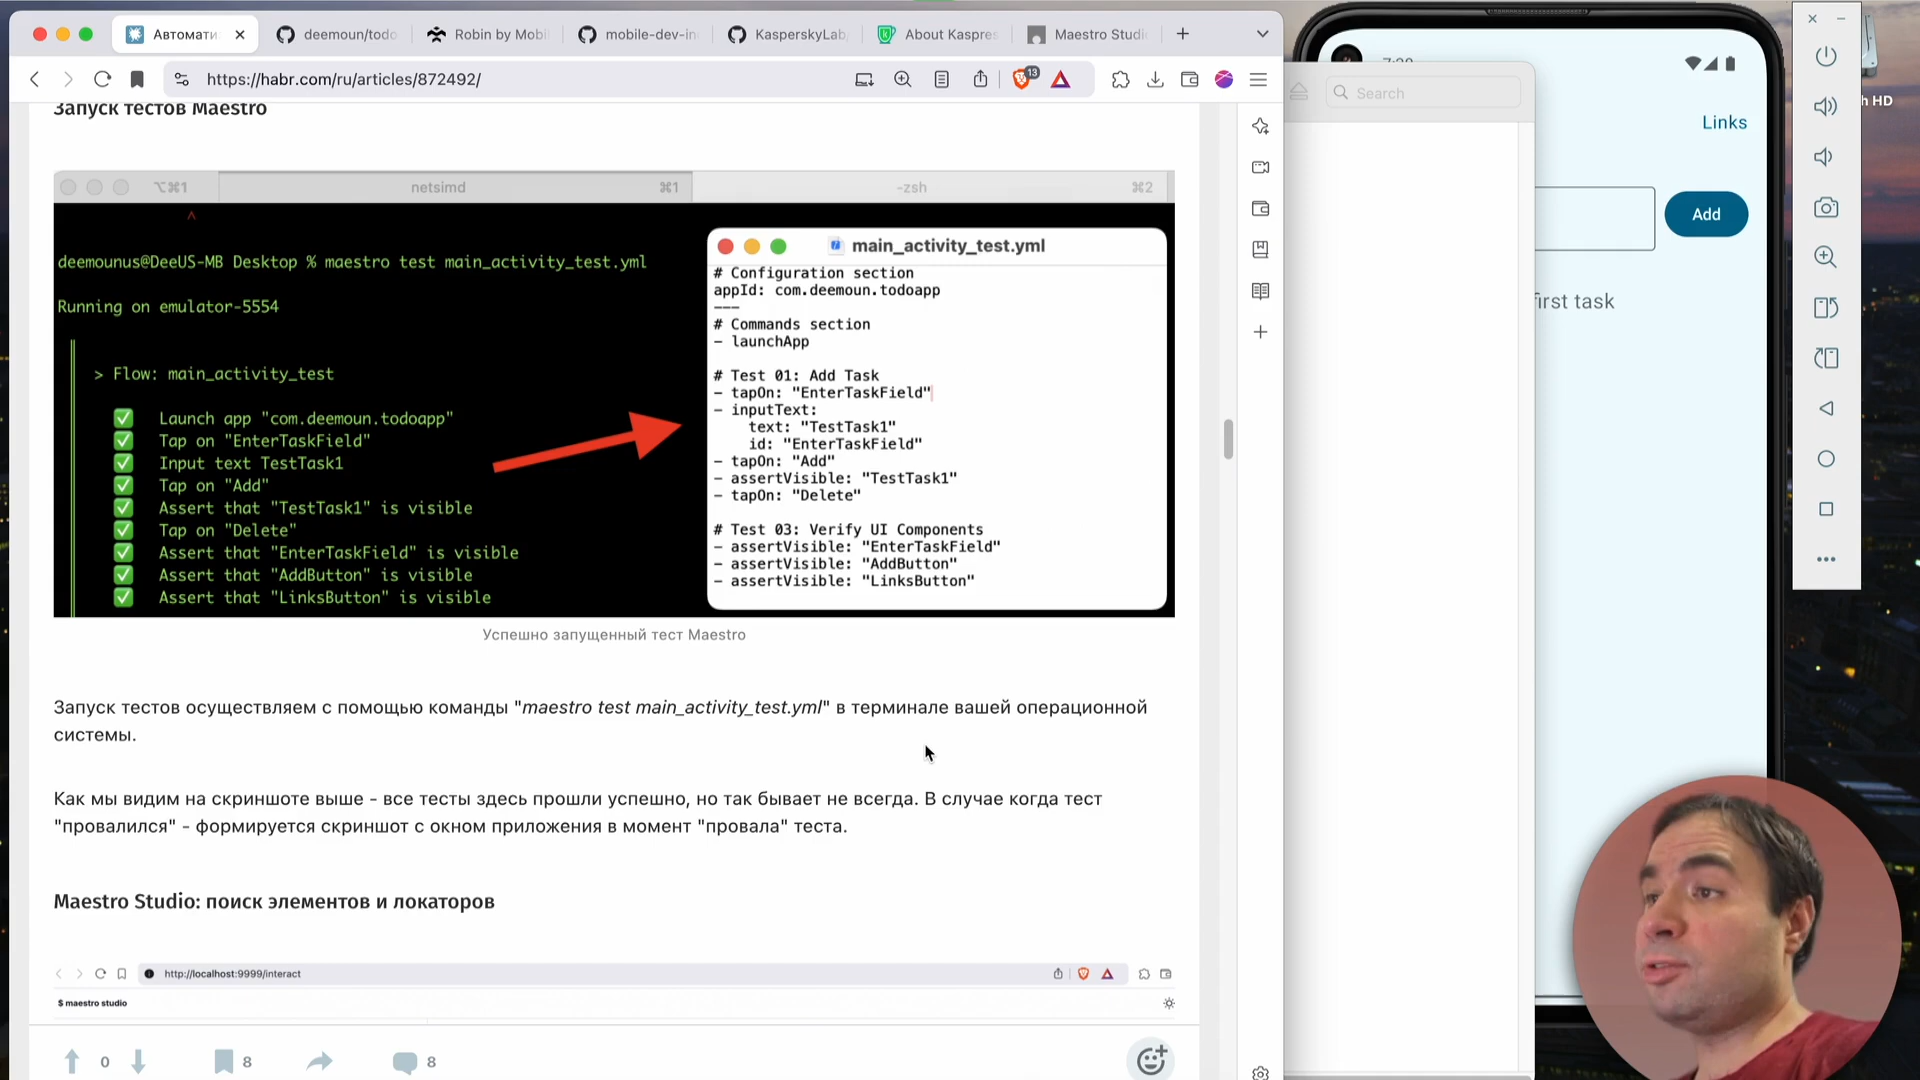 Автомати
deemoun/todo
Robin by Mobi
mobile-dev-in
KasperskyLab
About Kaspres
Maestro Studi
https://habr.com/ru/articles/872492/
13
Запуск тестов Maestro
⌥⌘1
netsimd
⌘1
-zsh
⌘2
^
deemounus@DeeUS-MB Desktop % maestro test main_activity_test.yml
Running on emulator-5554
> Flow: main_activity_test
Launch app "com.deemoun.todoapp"
Tap on "EnterTaskField"
Input text TestTask1
Tap on "Add"
Assert that "TestTask1" is visible
Tap on "Delete"
Assert that "EnterTaskField" is visible
Assert that "AddButton" is visible
Assert that "LinksButton" is visible
main_activity_test.yml
# Configuration section
appId: com.deemoun.todoapp
---
# Commands section
- launchApp
# Test 01: Add Task
- tapOn: "EnterTaskField"
- inputText:
text: "TestTask1"
id: "EnterTaskField"
- tapOn: "Add"
- assertVisible: "TestTask1"
- tapOn: "Delete"
# Test 03: Verify UI Components
- assertVisible: "EnterTaskField"
- assertVisible: "AddButton"
- assertVisible: "LinksButton"
Успешно запущенный тест Maestro
Запуск тестов осуществляем с помощью команды "maestro test main_activity_test.yml" в терминале вашей операционной
системы.
Как мы видим на скриншоте выше - все тесты здесь прошли успешно, но так бывает не всегда. В случае когда тест
"провалился" - формируется скриншот с окном приложения в момент "провала" теста.
Maestro Studio: поиск элементов и локаторов
http://localhost:9999/interact
$ maestro studio
0
8
8
Search
Links
Add
first task
h HD